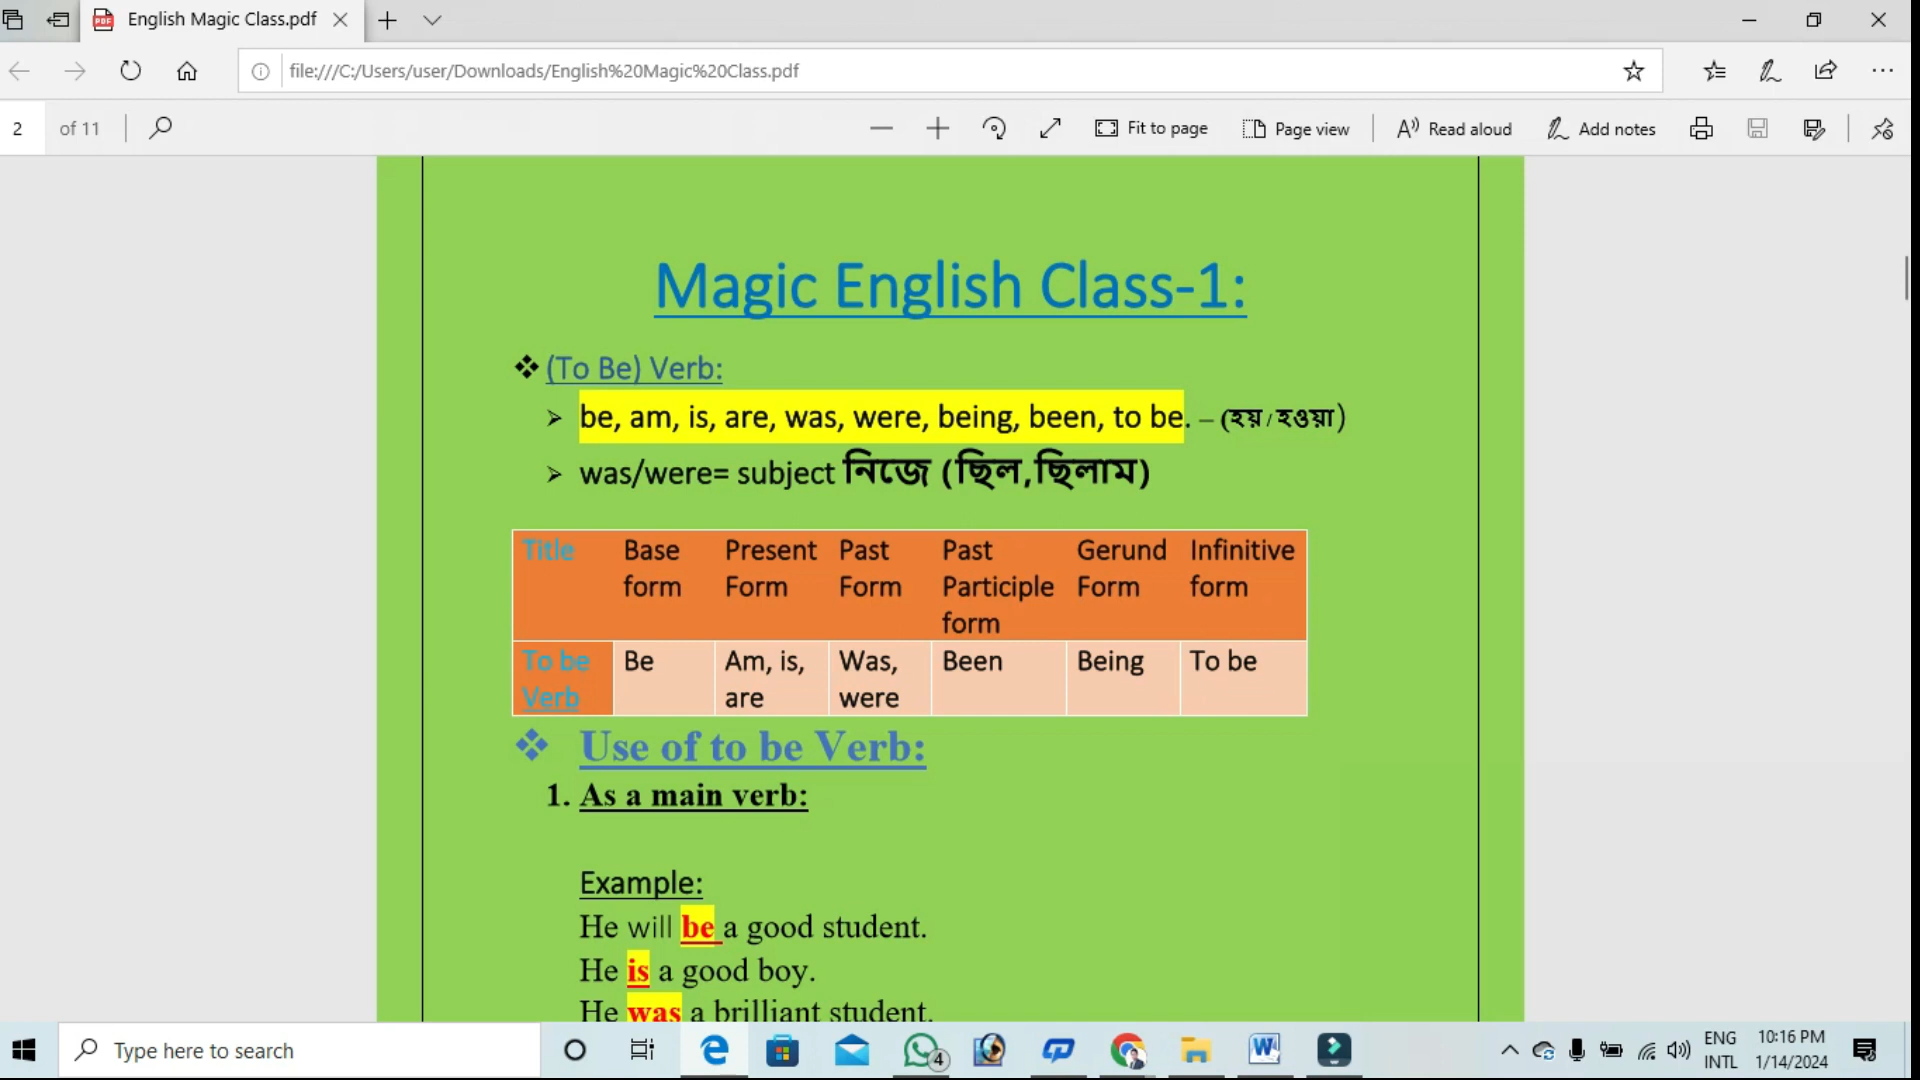 English Magic Class.pdf
file:///C:/Users/user/Downloads/English%20Magic%20Class.pdf
2 of 11 Fit to page Page view Read aloud Add notes
Magic English Class-1:
(To Be) Verb:
be, am, is, are, was, were, being, been, to be. – (হয়/হওয়া)
was/were= subject নিজে (ছিল,ছিলাম)
Title Base form Present Form Past Form Past Participle form Gerund Form Infinitive form
To be Verb Be Am, is, are Was, were Been Being To be
Use of to be Verb:
1. As a main verb:
Example:
He will be a good student.
He is a good boy.
He was a brilliant student.
Type here to search
4
ENG 10:16 PM
INTL 1/14/2024